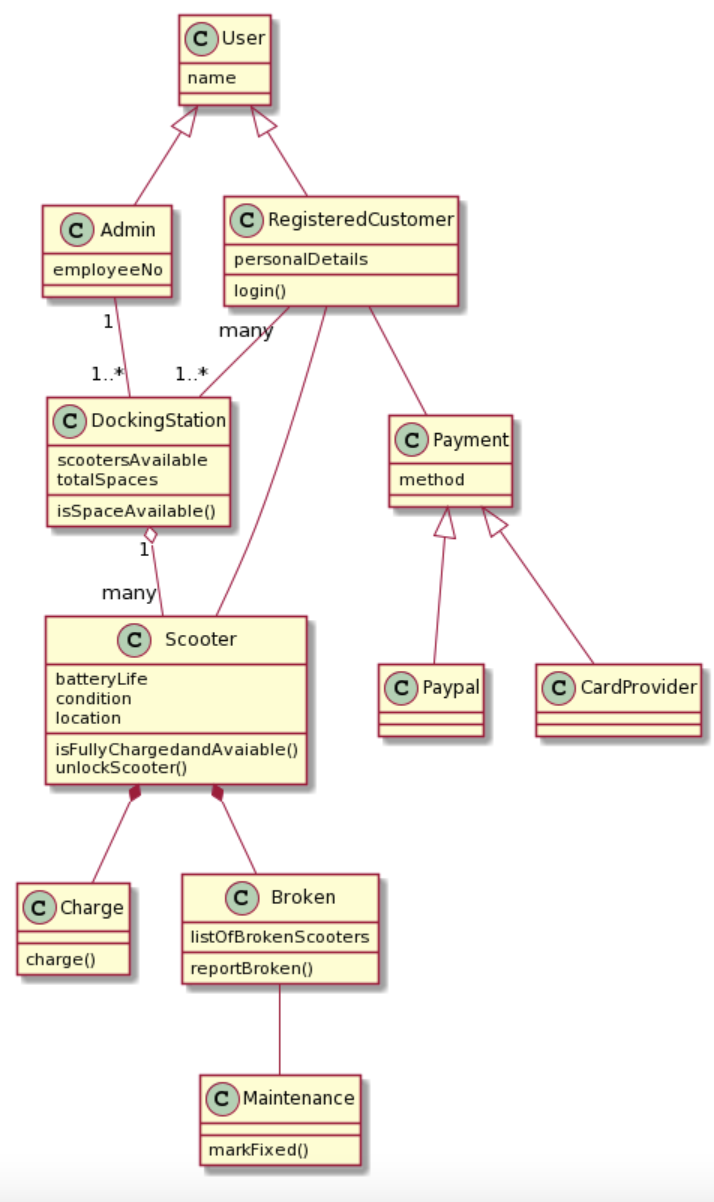 C User
name
C Admin
employeeNo
C RegisteredCustomer
personalDetails
login()
1
many
1..*
1..*
C DockingStation
scootersAvailable
totalSpaces
isSpaceAvailable()
C Payment
method
1
many
C Scooter
batteryLife
condition
location
isFullyChargedandAvaiable()
unlockScooter()
C Paypal
C CardProvider
C Charge
charge()
C Broken
listOfBrokenScooters
reportBroken()
C Maintenance
markFixed()